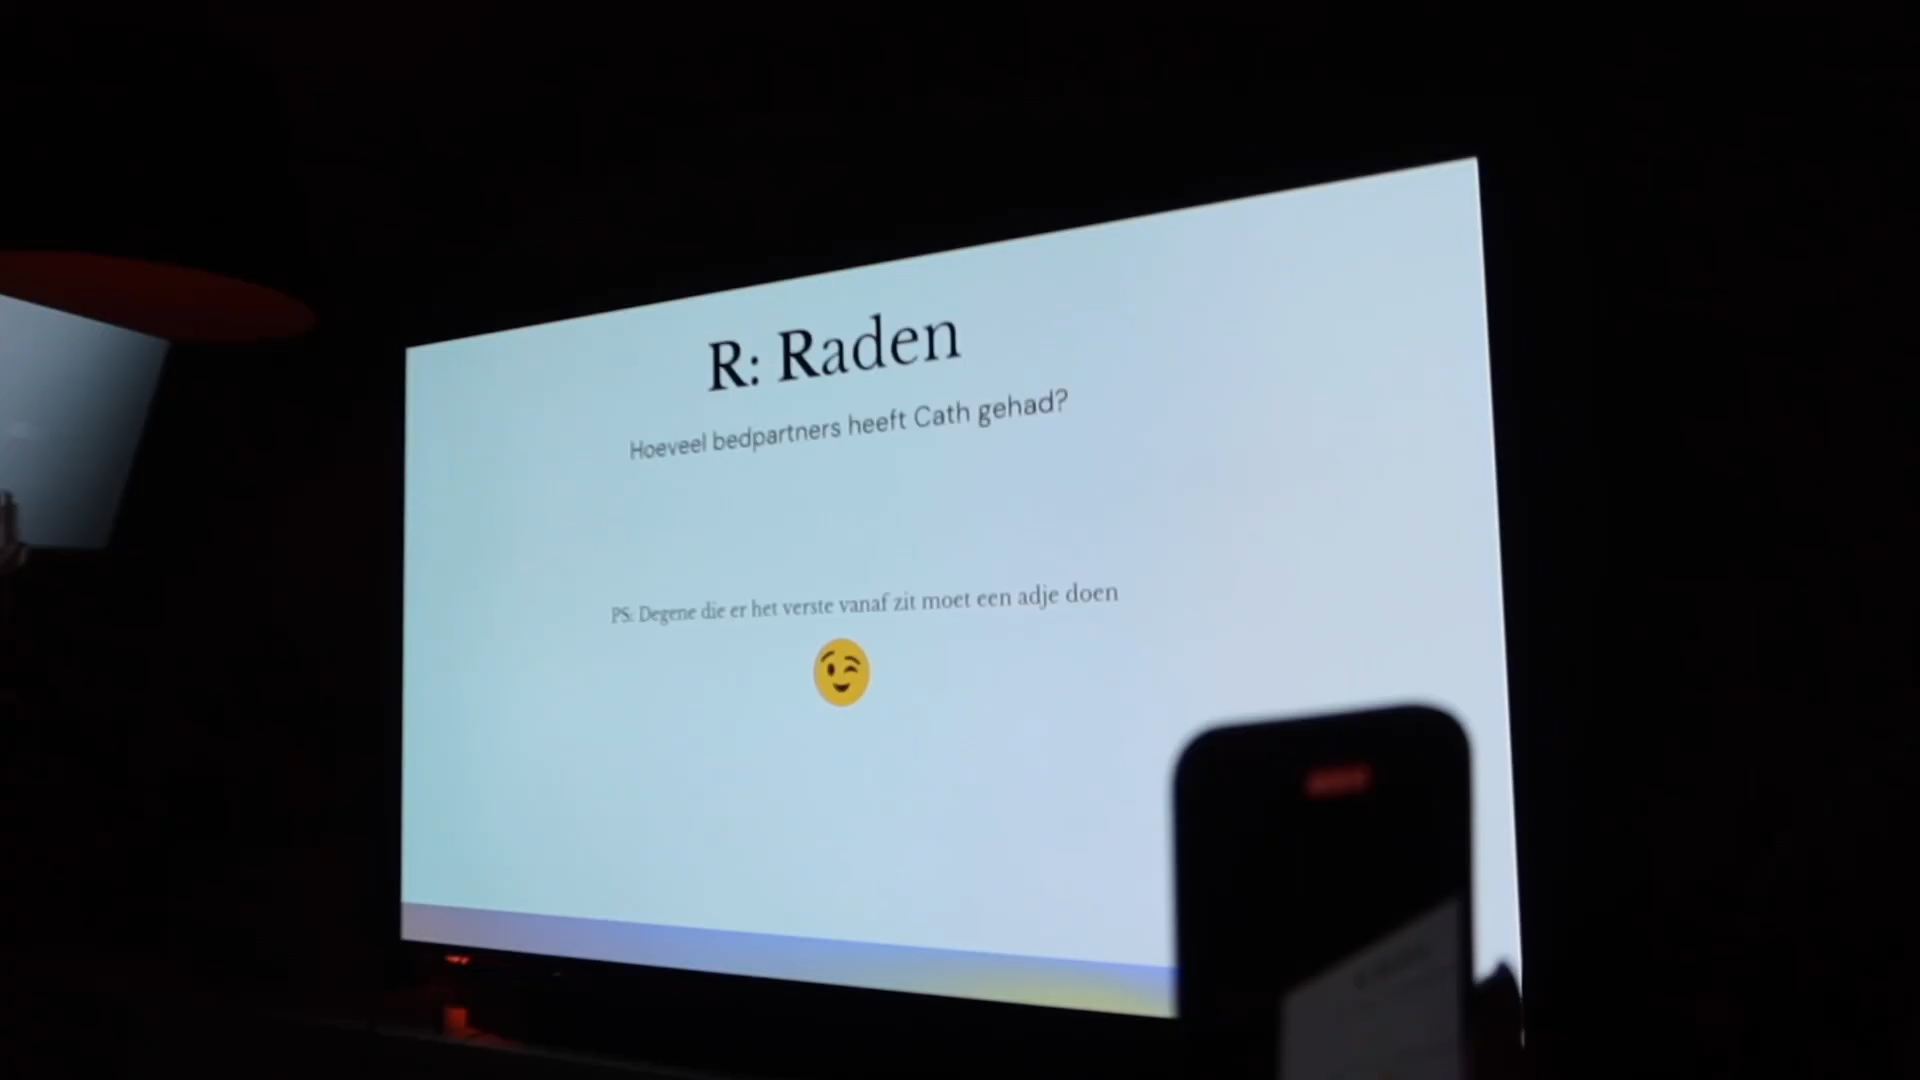 R: Raden
Hoeveel bedpartners heeft Cath gehad?
PS: Degene die er het verste vanaf zit moet een adje doen